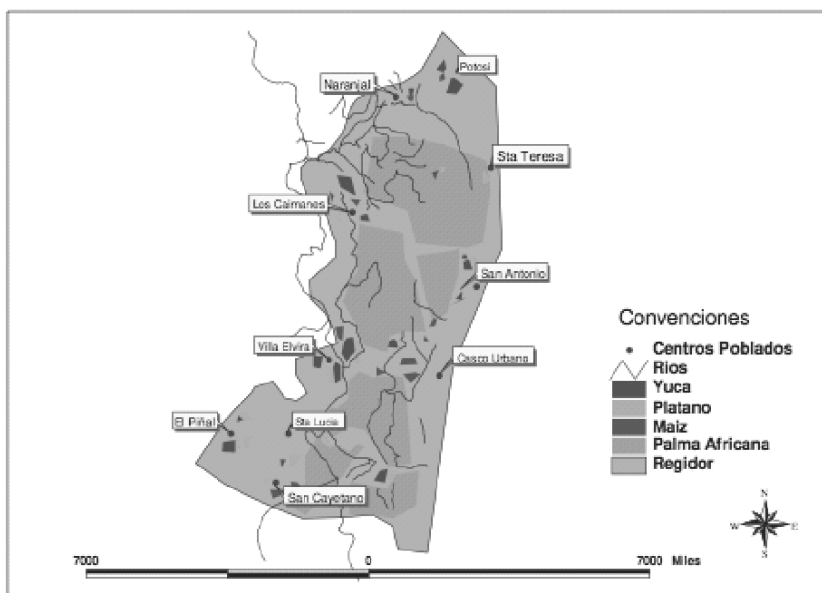 Potosí
Naranjal
Sta Teresa
Los Caimanes
San Antonio
Villa Elvira
Casco Urbano
El Piñal
Sta Lucia
San Cayetano
Convenciones
Centros Poblados
Rios
Yuca
Platano
Maiz
Palma Africana
Regidor
N
W E
S
7000 0 7000 Miles